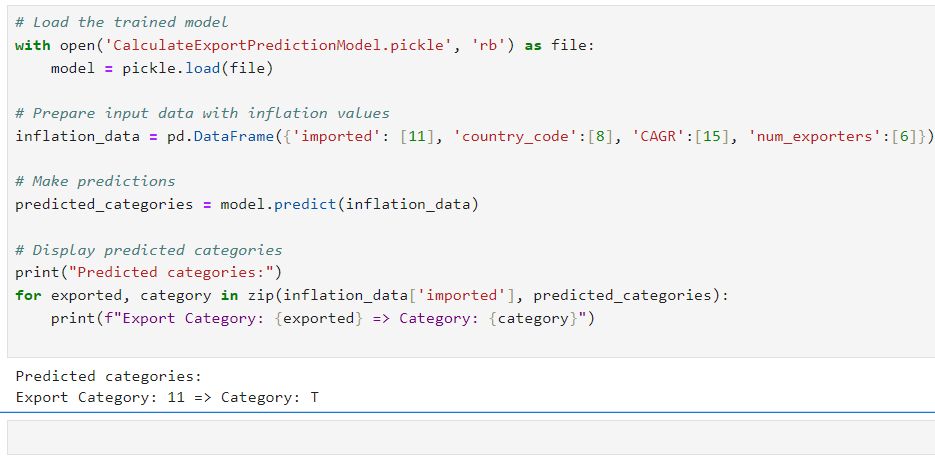 # Load the trained model
with open('CalculateExportPredictionModel.pickle', 'rb') as file:
    model = pickle.load(file)
# Prepare input data with inflation values
inflation_data = pd.DataFrame({'imported': [11], 'country_code':[8], 'CAGR':[15], 'num_exporters':[6]})
# Make predictions
predicted_categories = model.predict(inflation_data)
# Display predicted categories
print("Predicted categories:")
for exported, category in zip(inflation_data['imported'], predicted_categories):
    print(f"Export Category: {exported} => Category: {category}")
Predicted categories:
Export Category: 11 => Category: T